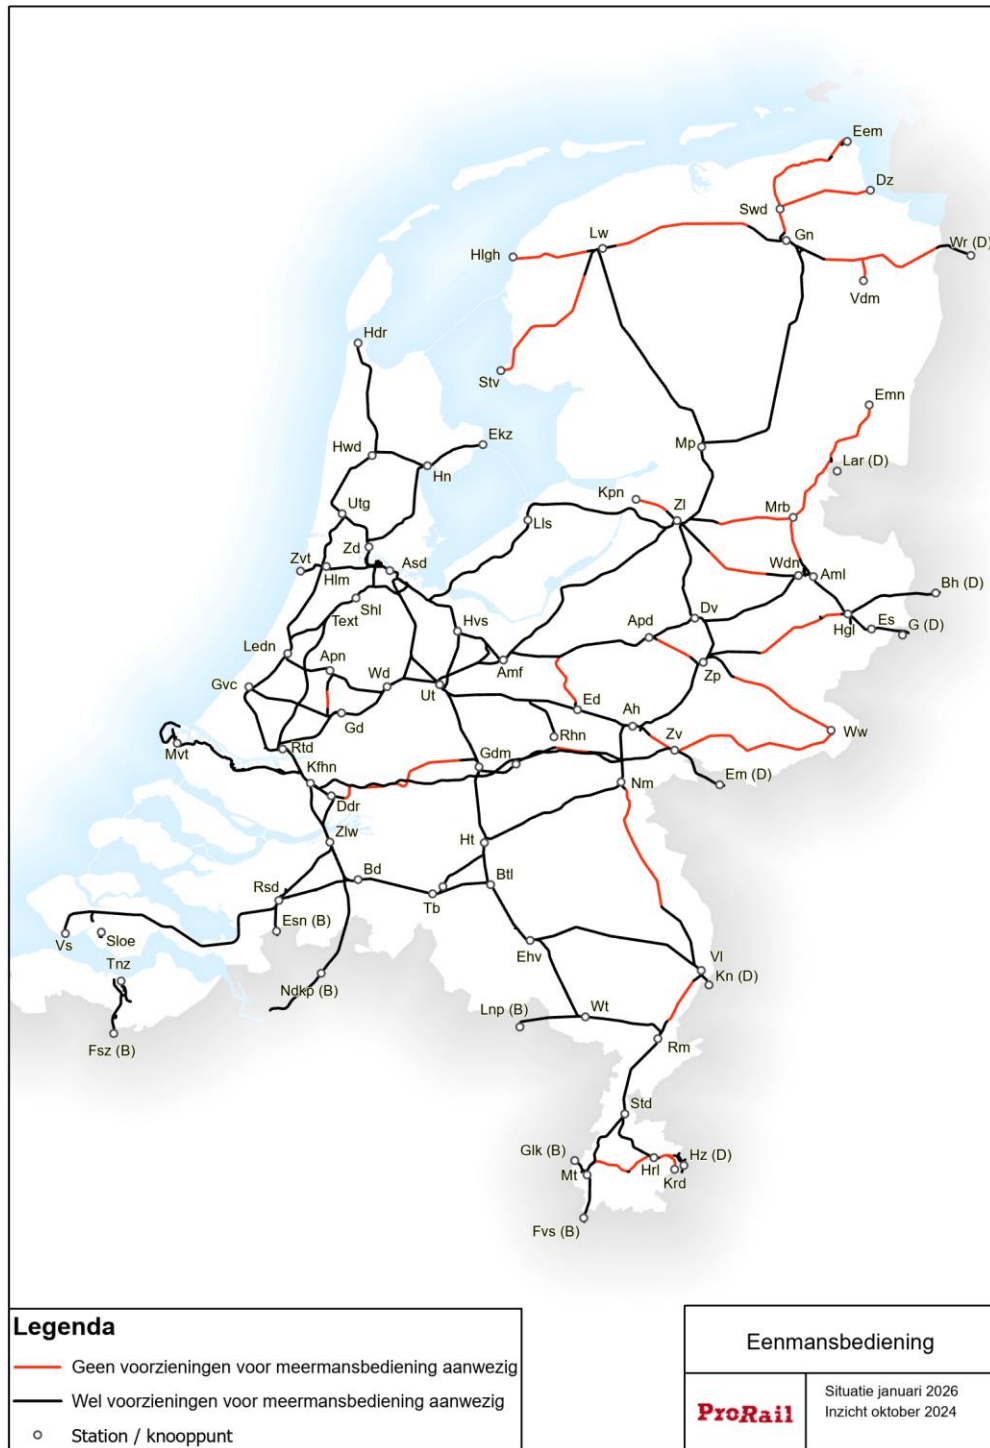 Eem
Dz
Swd
Gn
Lw
Wr (D)
Hlgh
Vdm
Hdr
Stv
Emn
Ekz
Mp
Hwd
Lar (D)
Hn
Kpn
Zl
Utg
Lls
Mrb
Zd
Zvt
Asd
Wdn
Hlm
Aml
Bh (D)
Shl
Dv
Text
Hvs
Apd
Hgl
Es
G (D)
Ledn
Apn
Wd
Amf
Zp
Gvc
Ut
Ed
Ah
Gd
Rhn
Zv
Ww
Mvt
Rtd
Gdm
Kfhn
Em (D)
Nm
Ddr
Zlw
Ht
Bd
Btl
Rsd
Tb
Esn (B)
Vs
Sloe
Ehv
Vl
Tnz
Kn (D)
Ndkp (B)
Lnp (B)
Wt
Fsz (B)
Rm
Std
Glk (B)
Hz (D)
Mt
Hrl
Krd
Fvs (B)
Legenda
Geen voorzieningen voor meermansbediening aanwezig
Wel voorzieningen voor meermansbediening aanwezig
Station / knooppunt
Eenmansbediening
ProRail
Situatie januari 2026
Inzicht oktober 2024